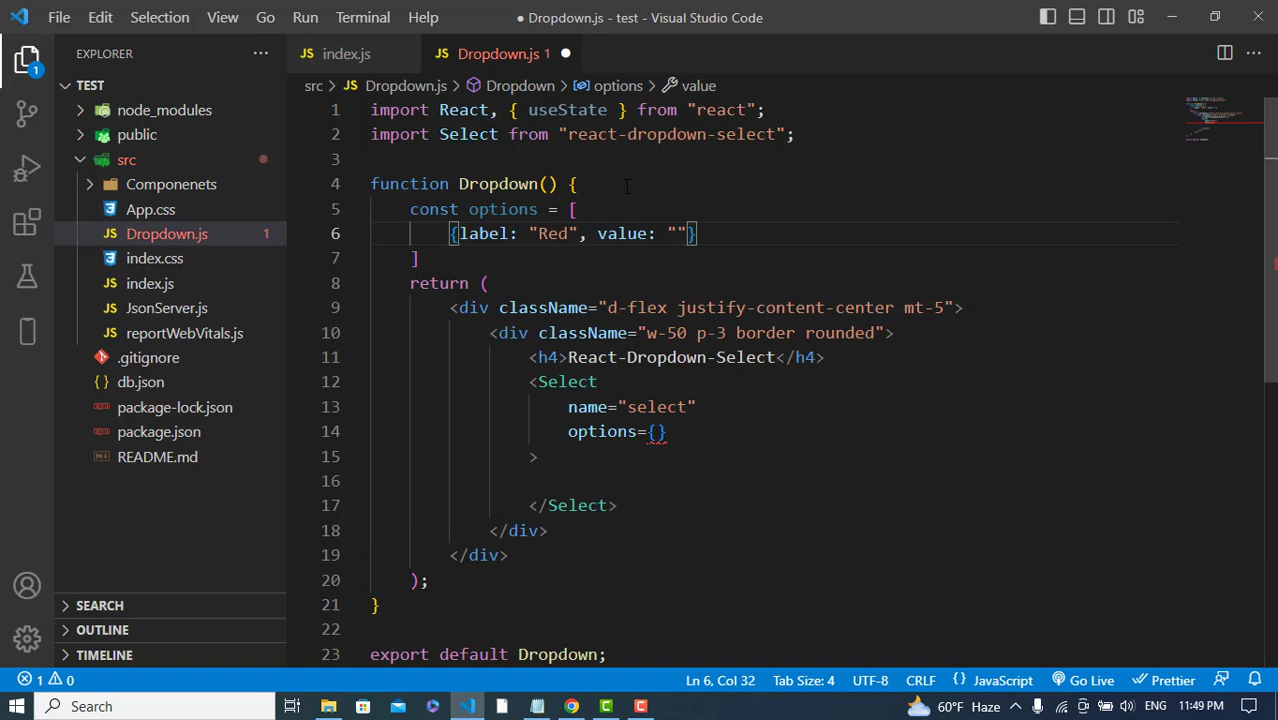 File Edit Selection View Go Run Terminal Help
● Dropdown.js - test - Visual Studio Code
EXPLORER
TEST
node_modules
public
src
Componenets
App.css
Dropdown.js 1
index.css
index.js
JsonServer.js
reportWebVitals.js
.gitignore
db.json
package-lock.json
package.json
README.md
SEARCH
OUTLINE
TIMELINE
1
JS index.js
JS Dropdown.js 1 ●
src > JS Dropdown.js > Dropdown > options > value
1 import React, { useState } from "react";
2 import Select from "react-dropdown-select";
3
4 function Dropdown() {
5 const options = [
6 {label: "Red", value: ""}
7 ]
8 return (
9 <div className="d-flex justify-content-center mt-5">
10 <div className="w-50 p-3 border rounded">
11 <h4>React-Dropdown-Select</h4>
12 <Select
13 name="select"
14 options={}
15 >
16
17 </Select>
18 </div>
19 </div>
20 );
21 }
22
23 export default Dropdown;
1 0 Ln 6, Col 32 Tab Size: 4 UTF-8 CRLF {} JavaScript Go Live Prettier
Search 60°F Haze ENG 11:49 PM